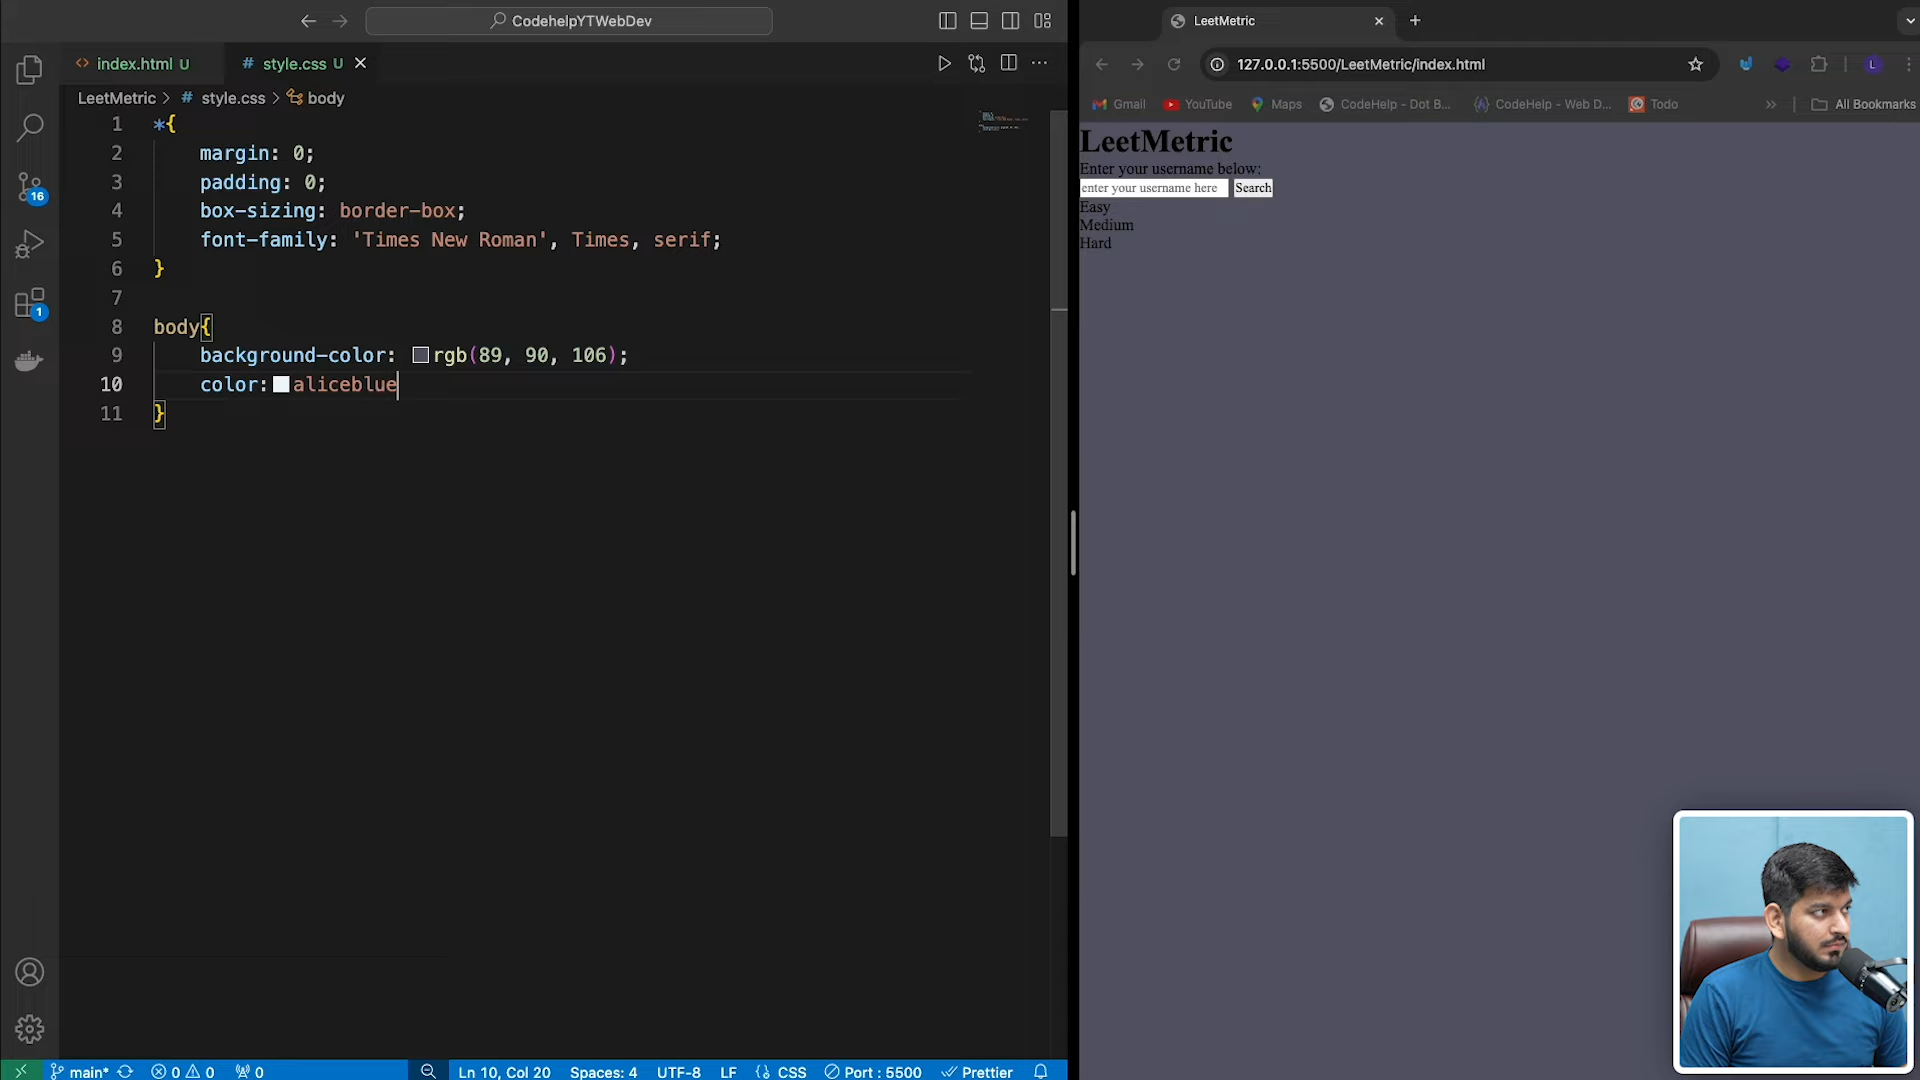 CodehelpYTWebDev
index.html U
# style.css U
LeetMetric > # style.css > body
1 *{
2 margin: 0;
3 padding: 0;
4 box-sizing: border-box;
5 font-family: 'Times New Roman', Times, serif;
6 }
7
8 body{
9 background-color: rgb(89, 90, 106);
10 color: aliceblue
11 }
16
1
main* 0 0 0 Ln 10, Col 20 Spaces: 4 UTF-8 LF {} CSS Port : 5500 Prettier
LeetMetric
127.0.0.1:5500/LeetMetric/index.html
L
Gmail YouTube Maps CodeHelp - Dot B... CodeHelp - Web D... Todo » All Bookmarks
LeetMetric
Enter your username below:
enter your username here Search
Easy
Medium
Hard